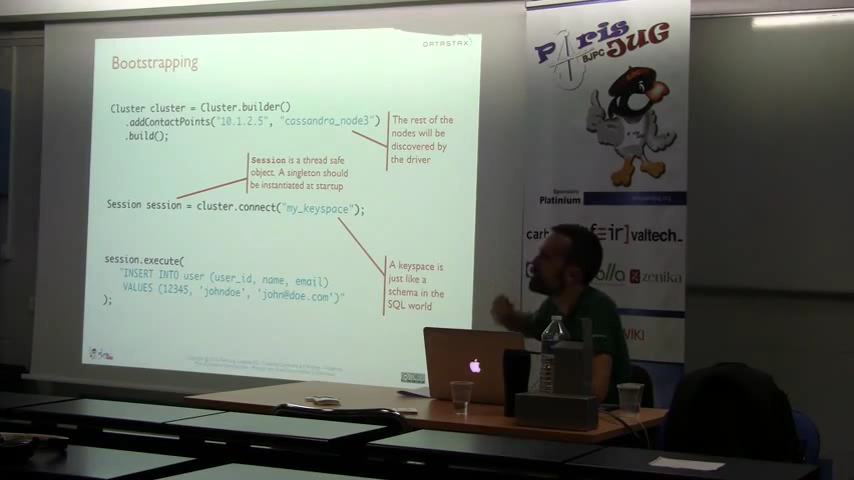 DATASTAX
Bootstrapping
Cluster cluster = Cluster.builder()
.addContactPoints("10.1.2.5", "cassandra_node3")
.build();
The rest of the
nodes will be
discovered by
the driver
Session is a thread safe
object. A singleton should
be instantiated at startup
Session session = cluster.connect("my_keyspace");
session.execute(
"INSERT INTO user (user_id, name, email)
VALUES (12345, 'johndoe', 'john@doe.com')"
);
A keyspace is
just like a
schema in the
SQL world
Paris
JUG
BJPC
Sponsors
Platinium
valtech_
zenika